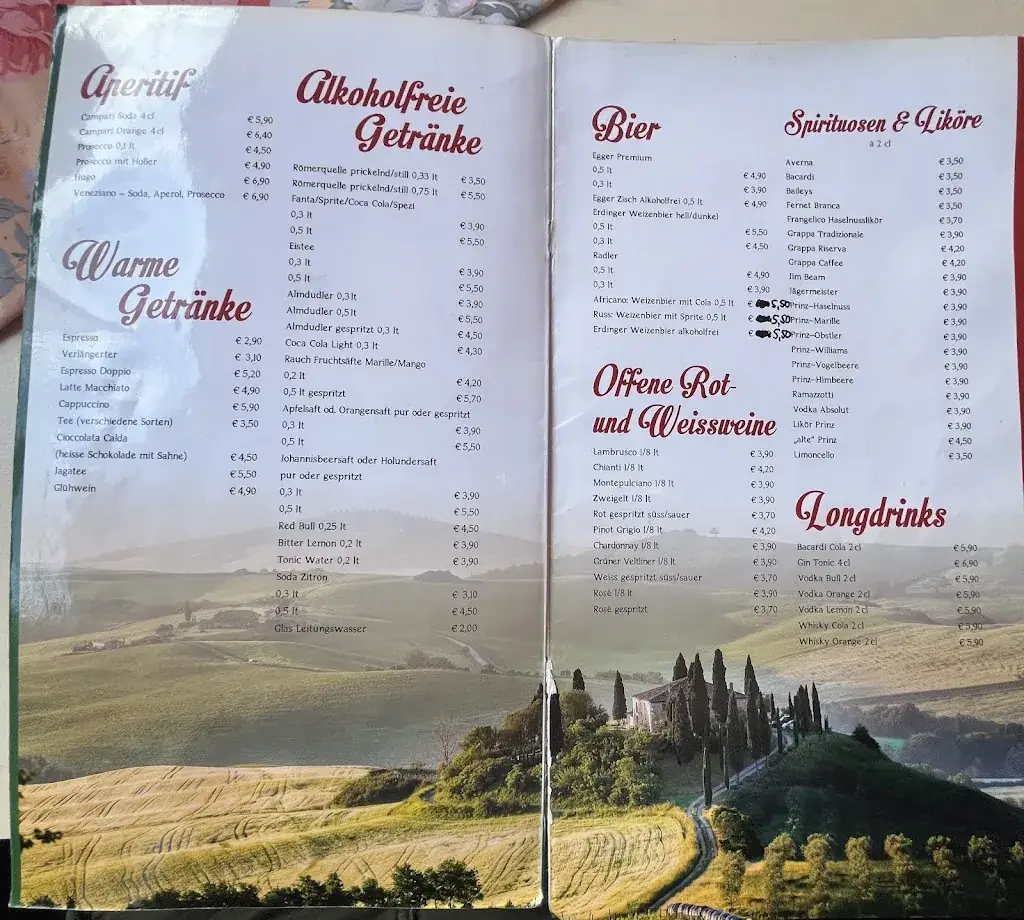 Aperitif
Campari Soda 4 cl € 5,90
Campari Orange 4 cl € 6,40
Prosecco 0,1 lt € 4,50
Prosecco mit Holler € 4,90
Hugo € 6,90
Veneziano – Soda, Aperol, Prosecco € 6,90
Warme
Getränke
Espresso € 2,90
Verlängerter € 3,10
Espresso Doppio € 5,20
Latte Macchiato € 4,90
Cappuccino € 5,90
Tee (verschiedene Sorten) € 3,50
Cioccolata Calda
(heisse Schokolade mit Sahne) € 4,50
Jagatee € 5,50
Glühwein € 4,90
Alkoholfreie
Getränke
Römerquelle prickelnd/still 0,33 lt € 3,50
Römerquelle prickelnd/still 0,75 lt € 5,50
Fanta/Sprite/Coca Cola/Spezi
0,3 lt € 3,90
0,5 lt € 5,50
Eistee
0,3 lt € 3,90
0,5 lt € 5,50
Almdudler 0,3 lt € 3,90
Almdudler 0,5lt € 5,50
Almdudler gespritzt 0,3 lt € 4,50
Coca Cola Light 0,3 lt € 4,30
Rauch Fruchtsäfte Marille/Mango
0,2 lt € 4,20
0,5 lt gespritzt € 5,70
Apfelsaft od. Orangensaft pur oder gespritzt
0,3 lt € 3,90
0,5 lt € 5,50
Johannisbeersaft oder Holundersaft
pur oder gespritzt
0,3 lt € 3,90
0,5 lt € 5,50
Red Bull 0,25 lt € 4,50
Bitter Lemon 0,2 lt € 3,90
Tonic Water 0,2 lt € 3,90
Soda Zitron
0,3 lt € 3,10
0,5 lt € 4,50
Glas Leitungswasser € 2,00
Bier
Egger Premium
0,5 lt € 4,90
0,3 lt € 3,90
Egger Zisch Alkoholfrei 0,5 lt € 4,90
Erdinger Weizenbier hell/dunkel
0,5 lt € 5,50
0,3 lt € 4,50
Radler
0,5 lt € 4,90
0,3 lt € 3,90
Africano: Weizenbier mit Cola 0,5 lt € 5,50
Russ: Weizenbier mit Sprite 0,5 lt € 5,50
Erdinger Weizenbier alkoholfrei € 5,50
Offene Rot-
und Weissweine
Lambrusco 1/8 lt € 3,90
Chianti 1/8 lt € 4,20
Montepulciano 1/8 lt € 3,90
Zweigelt 1/8 lt € 3,90
Rot gespritzt süss/sauer € 3,70
Pinot Grigio 1/8 lt € 4,20
Chardonnay 1/8 lt € 3,90
Grüner Veltliner 1/8 lt € 3,90
Weiss gespritzt süss/sauer € 3,70
Rosè 1/8 lt € 3,90
Rosè gespritzt € 3,70
Spirituosen & Liköre
à 2 cl
Averna € 3,50
Bacardi € 3,50
Baileys € 3,50
Fernet Branca € 3,50
Frangelico Haselnusslikör € 3,70
Grappa Tradizionale € 3,90
Grappa Riserva € 4,20
Grappa Caffee € 4,20
Jim Beam € 3,90
Jägermeister € 3,90
Prinz-Haselnuss € 3,90
Prinz-Marille € 3,90
Prinz-Obstler € 3,90
Prinz-Williams € 3,90
Prinz-Vogelbeere € 3,90
Prinz-Himbeere € 3,90
Ramazzotti € 3,90
Vodka Absolut € 3,90
Likör Prinz € 3,90
„alte“ Prinz € 4,50
Limoncello € 3,50
Longdrinks
Bacardi Cola 2 cl € 5,90
Gin Tonic 4 cl € 6,90
Vodka Bull 2 cl € 5,90
Vodka Orange 2 cl € 5,90
Vodka Lemon 2 cl € 5,90
Whisky Cola 2 cl € 5,90
Whisky Orange 2 cl € 5,90